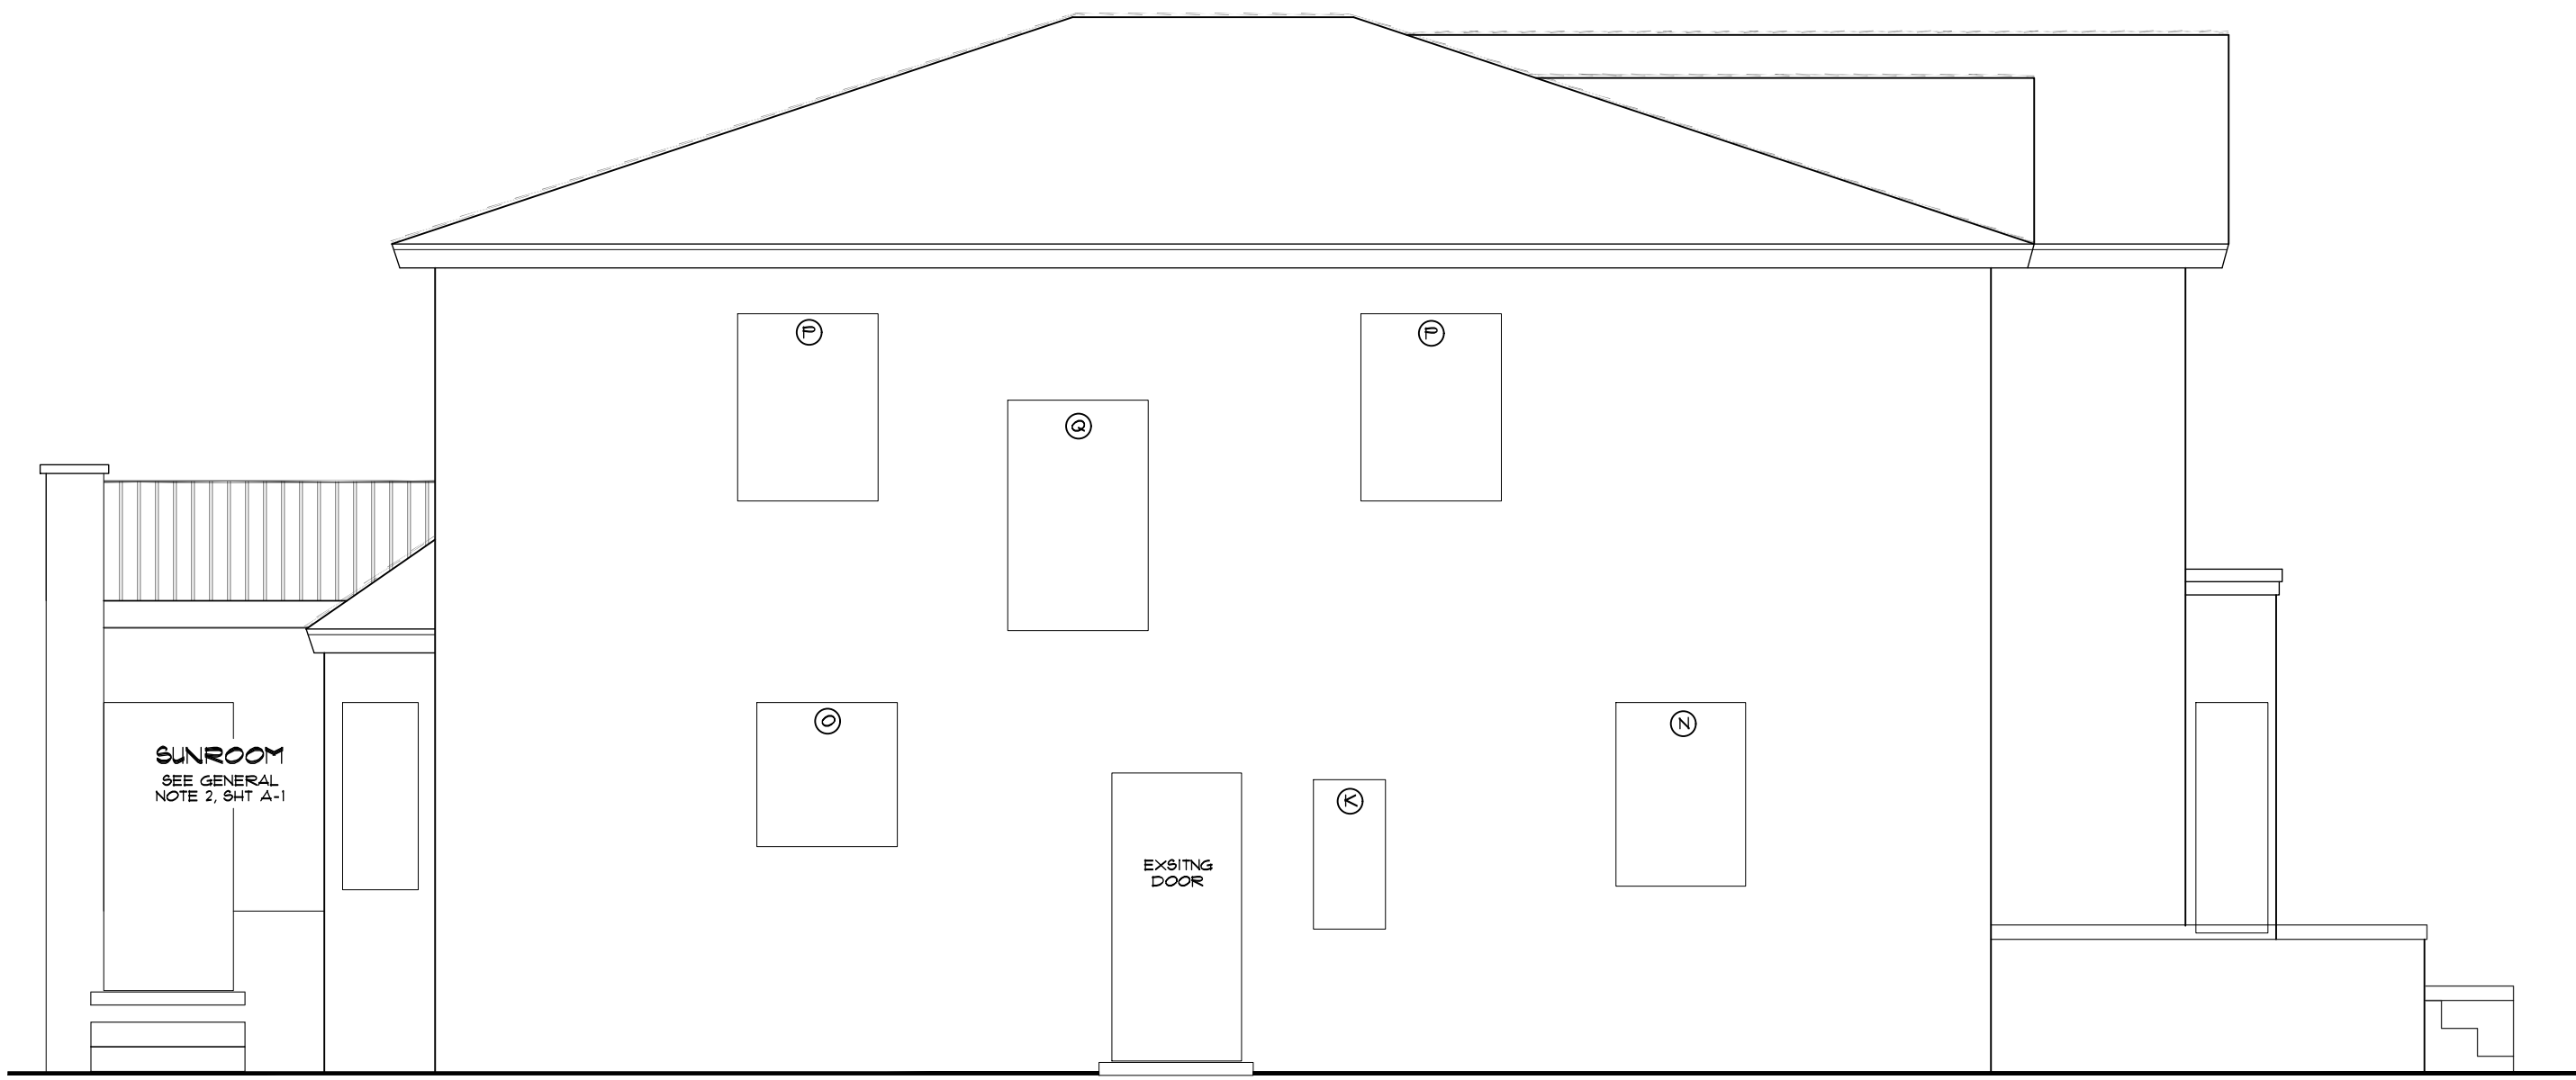 P
P
Q
O
N
SUNROOM
SEE GENERAL
NOTE 2, SHT A-1
K
EXSITNG
DOOR